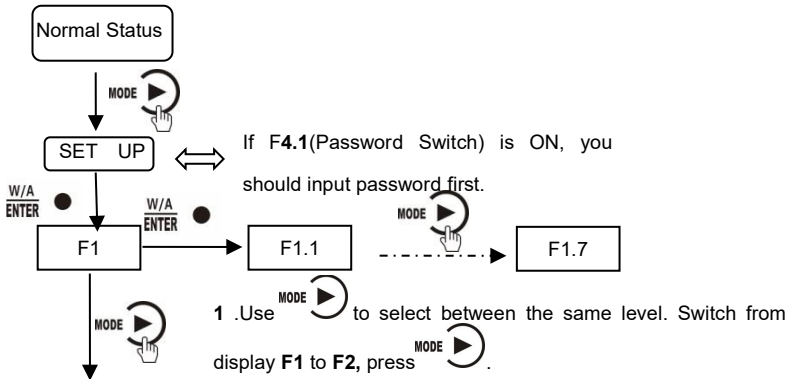 Normal Status
MODE
SET UP
If F4.1(Password Switch) is ON, you
should input password first.
W/A
ENTER
W/A
ENTER
MODE
F1
F1.1
F1.7
MODE
1 .Use MODE to select between the same level. Switch from
display F1 to F2, press MODE .